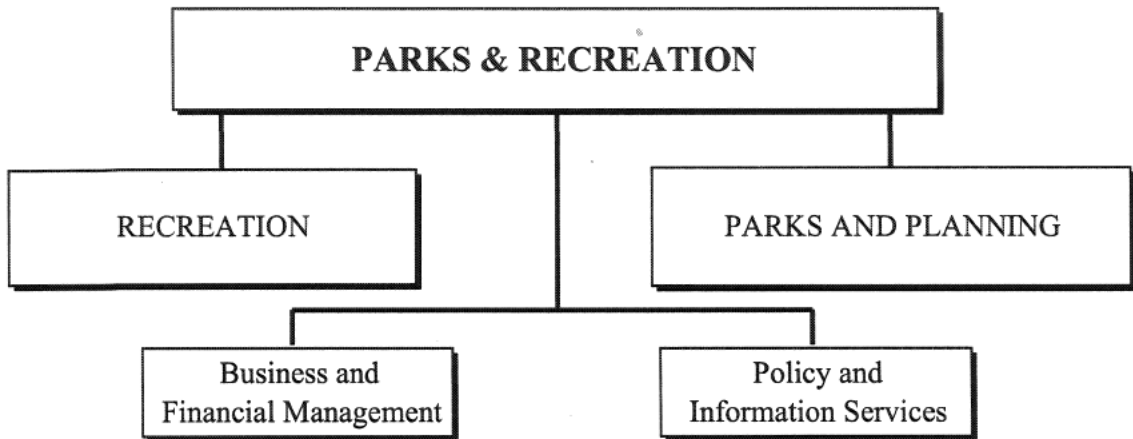 PARKS & RECREATION
RECREATION
PARKS AND PLANNING
Business and
Financial Management
Policy and
Information Services